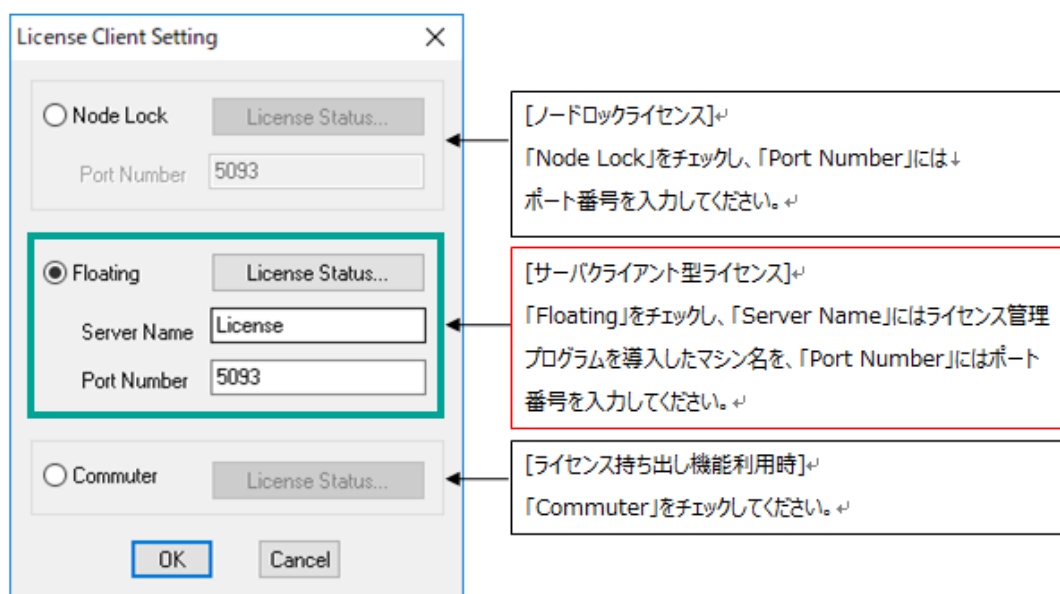 License Client Setting
Node Lock
License Status...
Port Number
5093
[ノードロックライセンス]↵
「Node Lock」をチェックし、「Port Number」には↓
ポート番号を入力してください。↵
Floating
License Status...
Server Name
License
Port Number
5093
[サーバクライアント型ライセンス]↵
「Floating」をチェックし、「Server Name」にはライセンス管理
プログラムを導入したマシン名を、「Port Number」にはポート
番号を入力してください。↵
Commuter
License Status...
[ライセンス持ち出し機能利用時]↵
「Commuter」をチェックしてください。↵
OK
Cancel